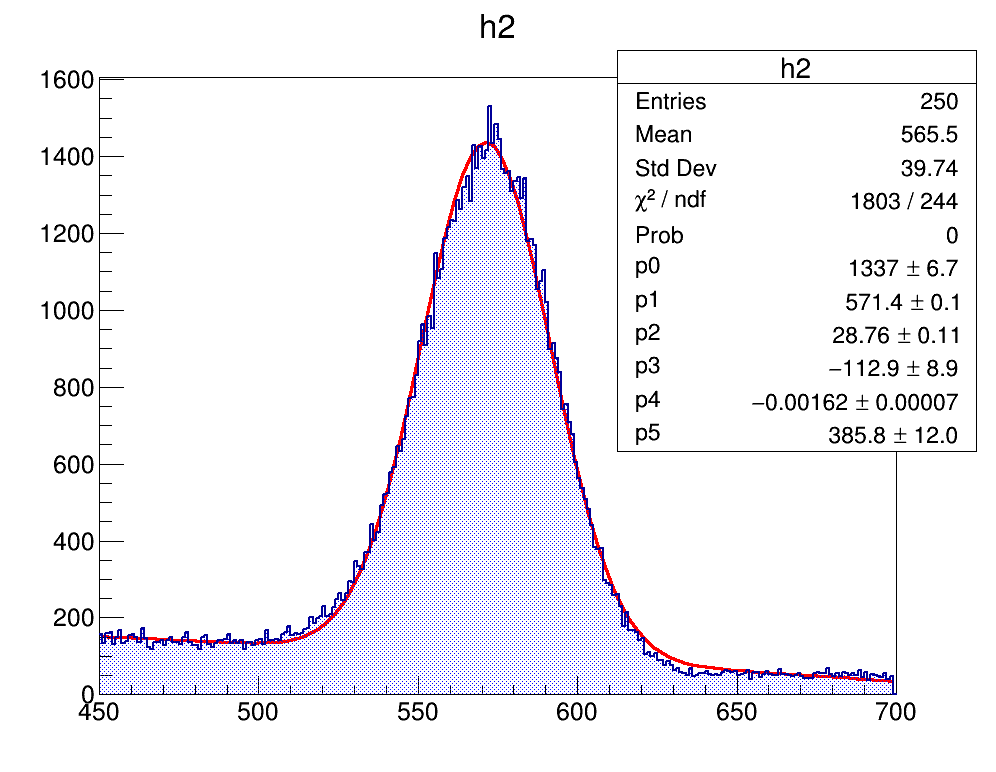 h2
h2
Entries 250
Mean 565.5
Std Dev 39.74
χ² / ndf 1803 / 244
Prob 0
p0 1337 ± 6.7
p1 571.4 ± 0.1
p2 28.76 ± 0.11
p3 −112.9 ± 8.9
p4 −0.00162 ± 0.00007
p5 385.8 ± 12.0
1600
1400
1200
1000
800
600
400
200
0
450 500 550 600 650 700